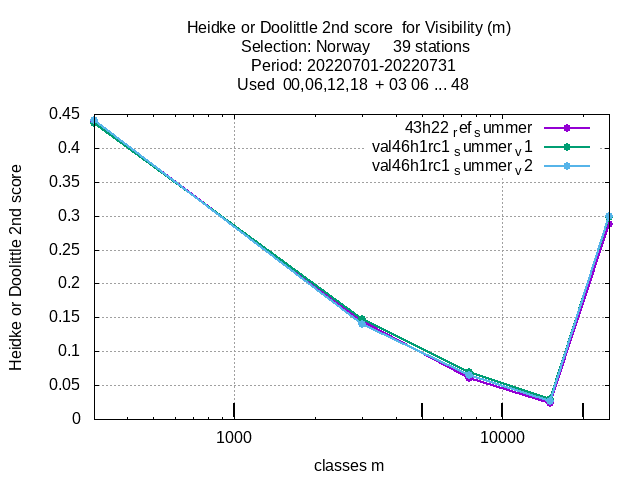 Heidke or Doolittle 2nd score  for Visibility (m)
Selection: Norway     39 stations
Period: 20220701-20220731
Used  00,06,12,18  + 03 06 ... 48
43h22 ref summer
val46h1rc1 summer v1
val46h1rc1 summer v2
Heidke or Doolittle 2nd score
0.45
0.4
0.35
0.3
0.25
0.2
0.15
0.1
0.05
0
1000 10000
classes m